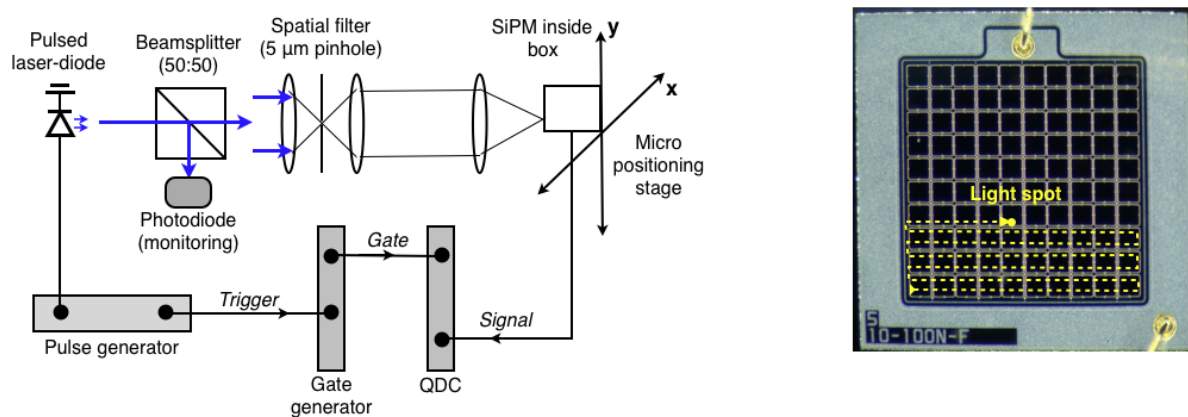 Pulsed
laser-diode
Beamsplitter
(50:50)
Spatial filter
(5 µm pinhole)
SiPM inside
box
y
x
Micro
positioning
stage
Photodiode
(monitoring)
Gate
Trigger
Signal
Pulse generator
Gate
generator
QDC
Light spot
5
10-100N-F